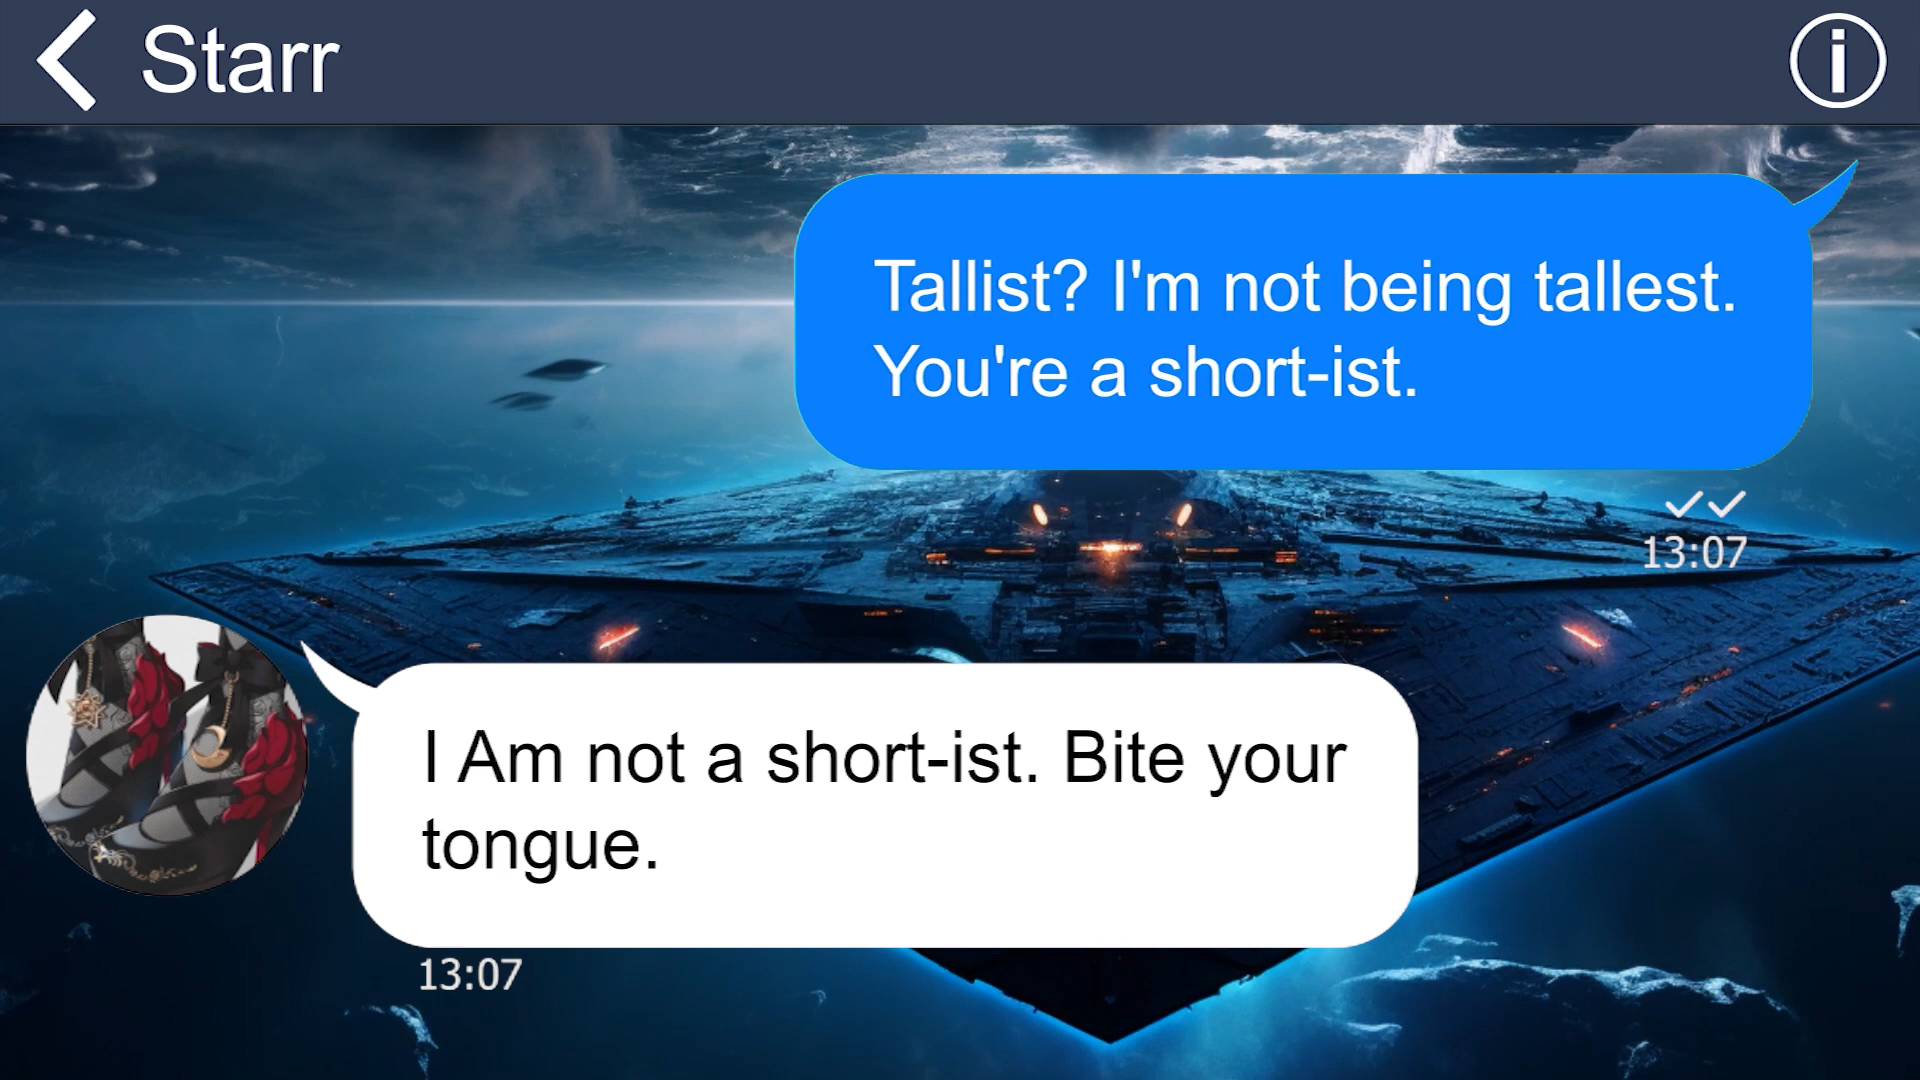 Starr
Tallist? I'm not being tallest.
You're a short-ist.
13:07
I Am not a short-ist. Bite your
tongue.
13:07